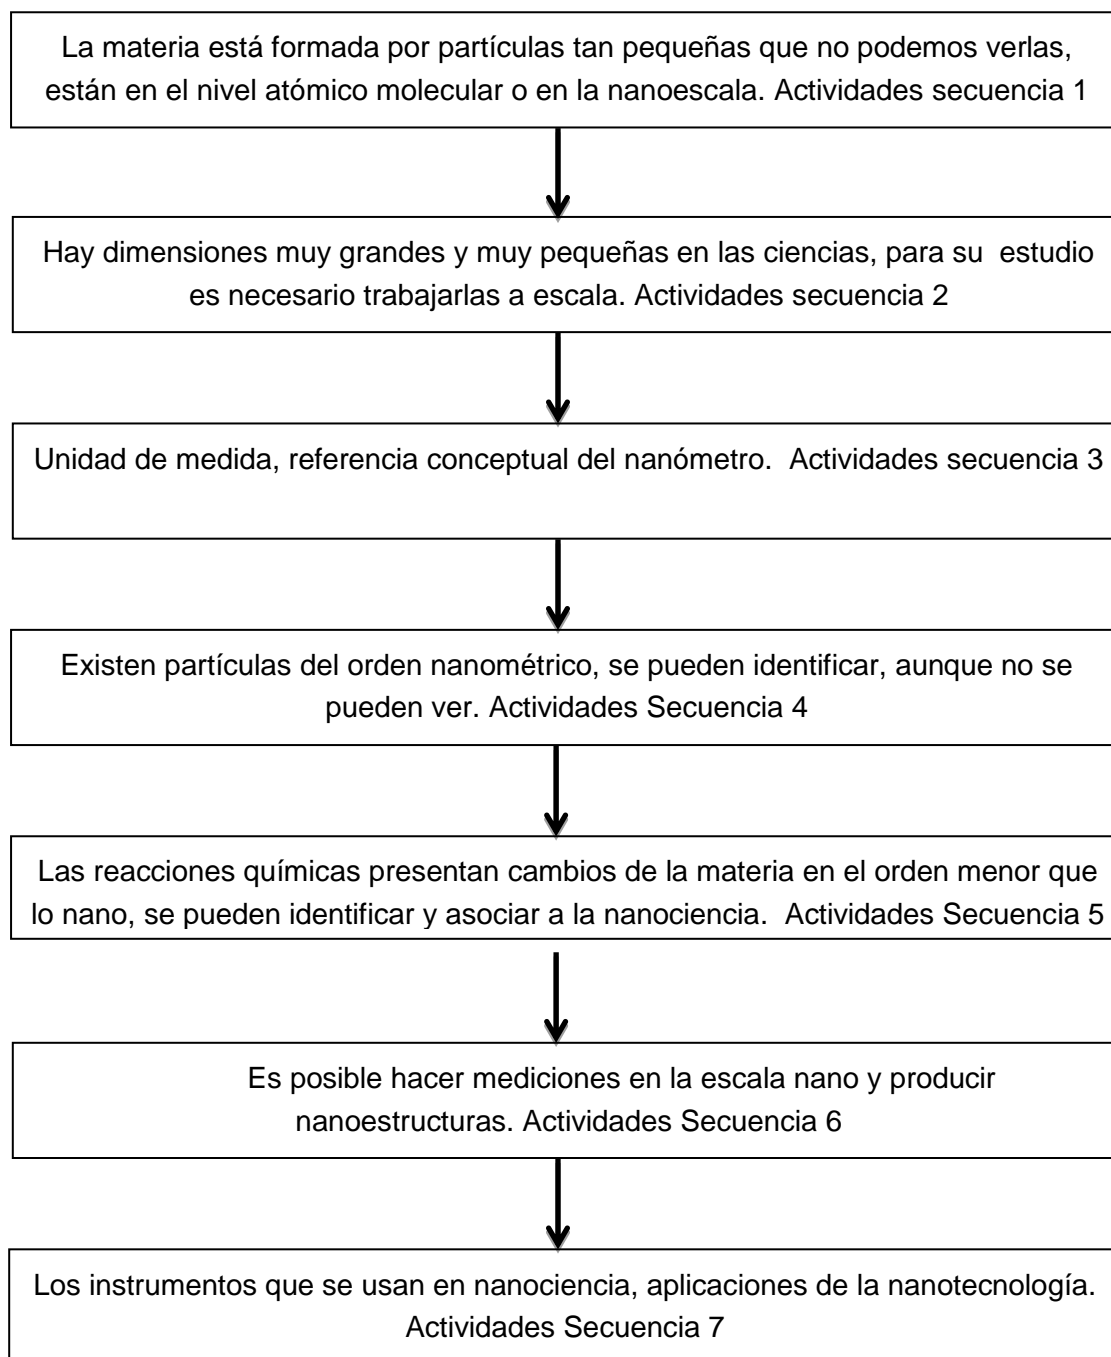 La materia está formada por partículas tan pequeñas que no podemos verlas,
están en el nivel atómico molecular o en la nanoescala. Actividades secuencia 1
Hay dimensiones muy grandes y muy pequeñas en las ciencias, para su  estudio
es necesario trabajarlas a escala. Actividades secuencia 2
Unidad de medida, referencia conceptual del nanómetro.  Actividades secuencia 3
Existen partículas del orden nanométrico, se pueden identificar, aunque no se
pueden ver. Actividades Secuencia 4
Las reacciones químicas presentan cambios de la materia en el orden menor que
lo nano, se pueden identificar y asociar a la nanociencia.  Actividades Secuencia 5
Es posible hacer mediciones en la escala nano y producir
nanoestructuras. Actividades Secuencia 6
Los instrumentos que se usan en nanociencia, aplicaciones de la nanotecnología.
Actividades Secuencia 7